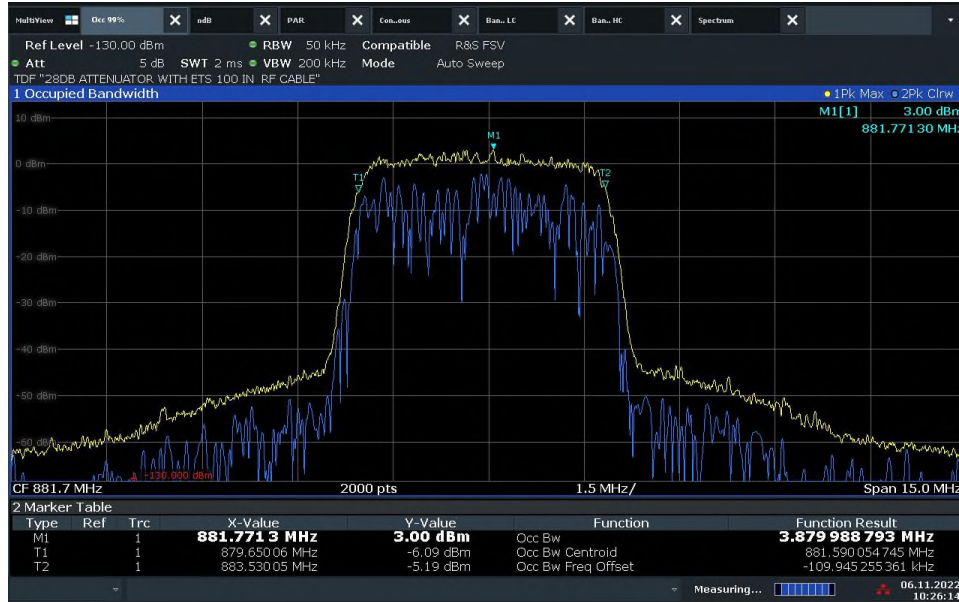 MultiView Occ 99% ndB PAR Con..ous Ban.. LC Ban.. HC Spectrum
Ref Level -130.00 dBm RBW 50 kHz Compatible R&S FSV
Att 5 dB SWT 2 ms VBW 200 kHz Mode Auto Sweep
TDF "28DB ATTENUATOR WITH ETS 100 IN RF CABLE"
1 Occupied Bandwidth 1Pk Max 2Pk Clrw
M1[1] 3.00 dBm
881.771 30 MHz
10 dBm
M1
0 dBm
T1 T2
-10 dBm
-20 dBm
-30 dBm
-40 dBm
-50 dBm
-60 dBm
-130.000 dBm
CF 881.7 MHz 2000 pts 1.5 MHz/ Span 15.0 MHz
2 Marker Table
Type Ref Trc X-Value Y-Value Function Function Result
M1 1 881.771 3 MHz 3.00 dBm Occ Bw 3.879 988 793 MHz
T1 1 879.650 06 MHz -6.09 dBm Occ Bw Centroid 881.590 054 745 MHz
T2 1 883.530 05 MHz -5.19 dBm Occ Bw Freq Offset -109.945 255 361 kHz
Measuring... 06.11.2022
10:26:14